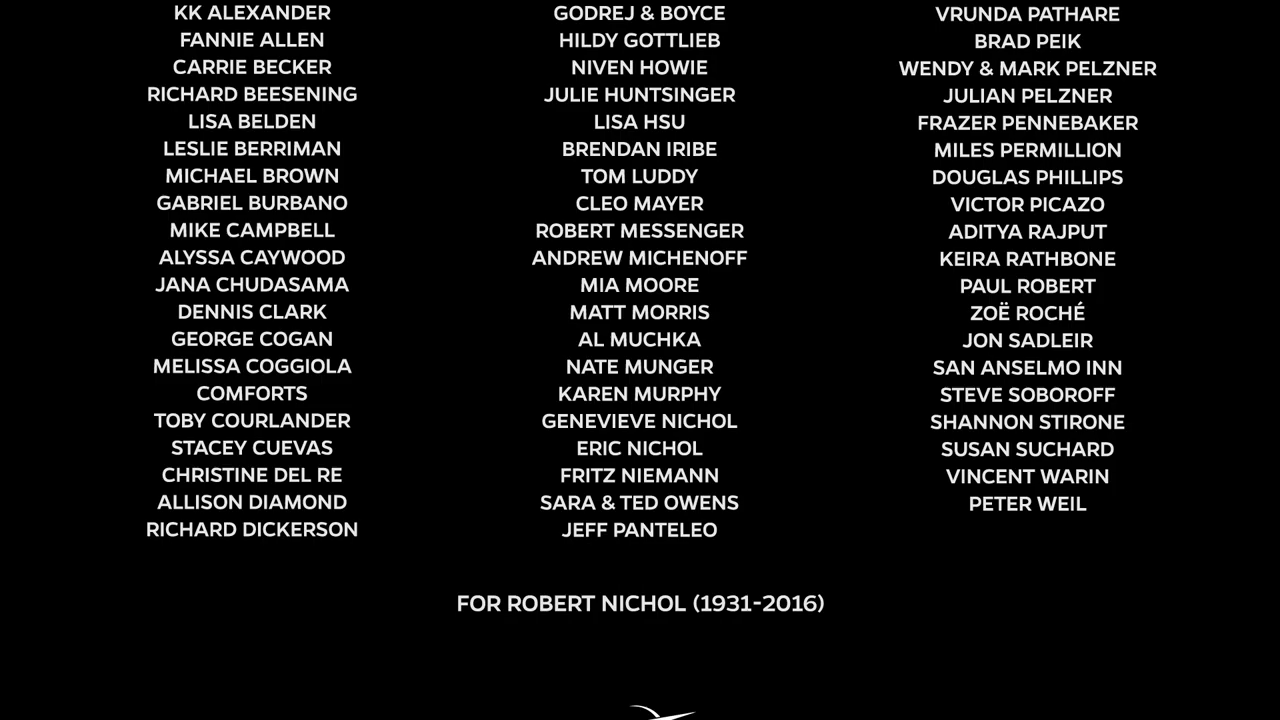 KK ALEXANDER
FANNIE ALLEN
CARRIE BECKER
RICHARD BEESENING
LISA BELDEN
LESLIE BERRIMAN
MICHAEL BROWN
GABRIEL BURBANO
MIKE CAMPBELL
ALYSSA CAYWOOD
JANA CHUDASAMA
DENNIS CLARK
GEORGE COGAN
MELISSA COGGIOLA
COMFORTS
TOBY COURLANDER
STACEY CUEVAS
CHRISTINE DEL RE
ALLISON DIAMOND
RICHARD DICKERSON
GODREJ & BOYCE
HILDY GOTTLIEB
NIVEN HOWIE
JULIE HUNTSINGER
LISA HSU
BRENDAN IRIBE
TOM LUDDY
CLEO MAYER
ROBERT MESSENGER
ANDREW MICHENOFF
MIA MOORE
MATT MORRIS
AL MUCHKA
NATE MUNGER
KAREN MURPHY
GENEVIEVE NICHOL
ERIC NICHOL
FRITZ NIEMANN
SARA & TED OWENS
JEFF PANTELEO
VRUNDA PATHARE
BRAD PEIK
WENDY & MARK PELZNER
JULIAN PELZNER
FRAZER PENNEBAKER
MILES PERMILLION
DOUGLAS PHILLIPS
VICTOR PICAZO
ADITYA RAJPUT
KEIRA RATHBONE
PAUL ROBERT
ZOË ROCHÉ
JON SADLEIR
SAN ANSELMO INN
STEVE SOBOROFF
SHANNON STIRONE
SUSAN SUCHARD
VINCENT WARIN
PETER WEIL
FOR ROBERT NICHOL (1931-2016)